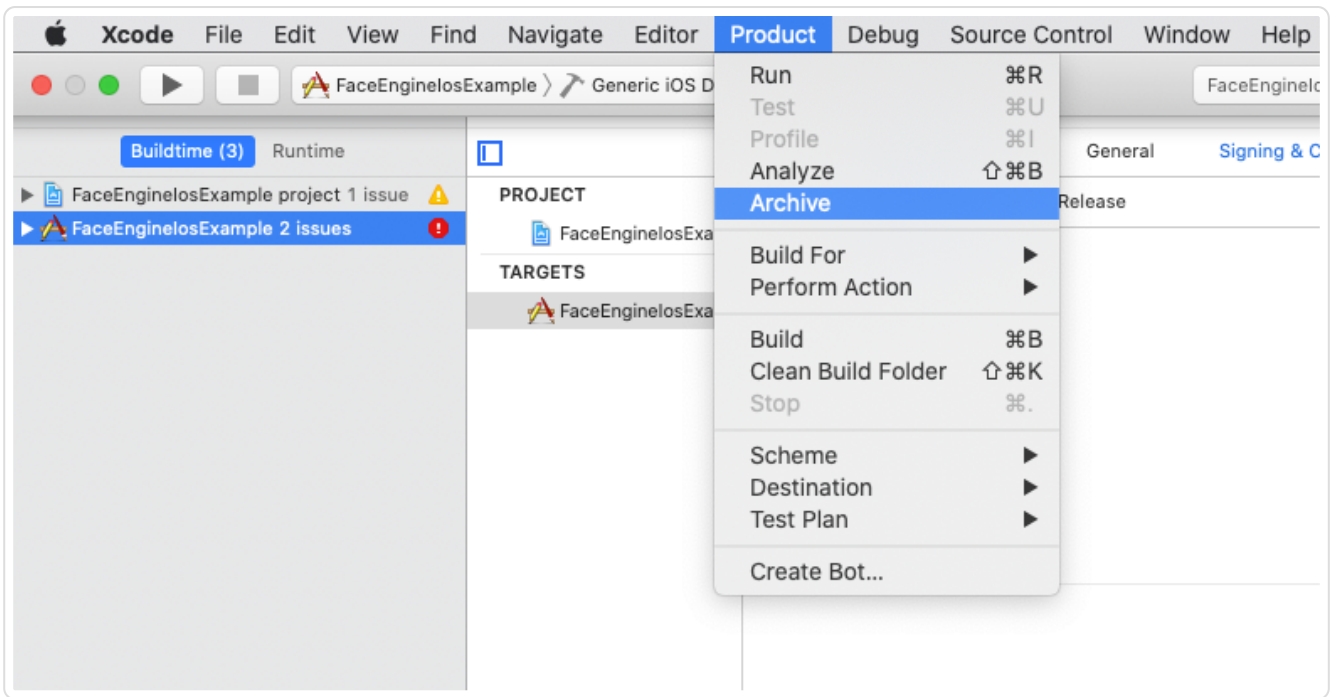 Xcode File Edit View Find Navigate Editor Product Debug Source Control Window Help
FaceEngineIosExample 〉 Generic iOS D
FaceEngineIo
Buildtime (3) Runtime
FaceEngineIosExample project 1 issue
FaceEngineIosExample 2 issues
PROJECT
FaceEngineIosExa
TARGETS
FaceEngineIosExa
Run ⌘R
Test ⌘U
Profile ⌘I
Analyze ⇧⌘B
Archive
Build For ▶
Perform Action ▶
Build ⌘B
Clean Build Folder ⇧⌘K
Stop ⌘.
Scheme ▶
Destination ▶
Test Plan ▶
Create Bot...
General Signing & C
Release